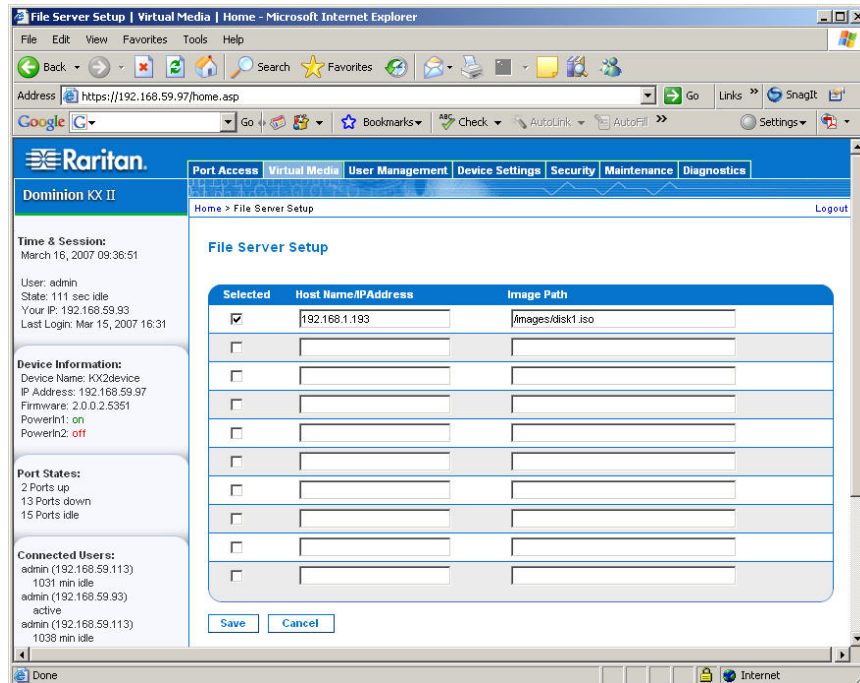 File Server Setup | Virtual Media | Home - Microsoft Internet Explorer
File Edit View Favorites Tools Help
Back Search Favorites
Address https://192.168.59.97/home.asp Go Links » SnagIt
Google G Go Bookmarks ABC Check AutoLink AutoFill » Settings
Raritan.
Port Access Virtual Media User Management Device Settings Security Maintenance Diagnostics
Dominion KX II
Home > File Server Setup Logout
Time & Session:
March 16, 2007 09:36:51
User: admin
State: 111 sec idle
Your IP: 192.168.59.93
Last Login: Mar 15, 2007 16:31
Device Information:
Device Name: KX2device
IP Address: 192.168.59.97
Firmware: 2.0.0.2.5351
PowerIn1: on
PowerIn2: off
Port States:
2 Ports up
13 Ports down
15 Ports idle
Connected Users:
admin (192.168.59.113)
1031 min idle
admin (192.168.59.93)
active
admin (192.168.59.113)
1038 min idle
File Server Setup
Selected Host Name/IPAddress Image Path
192.168.1.193 /images/disk1.iso
Save Cancel
Done Internet